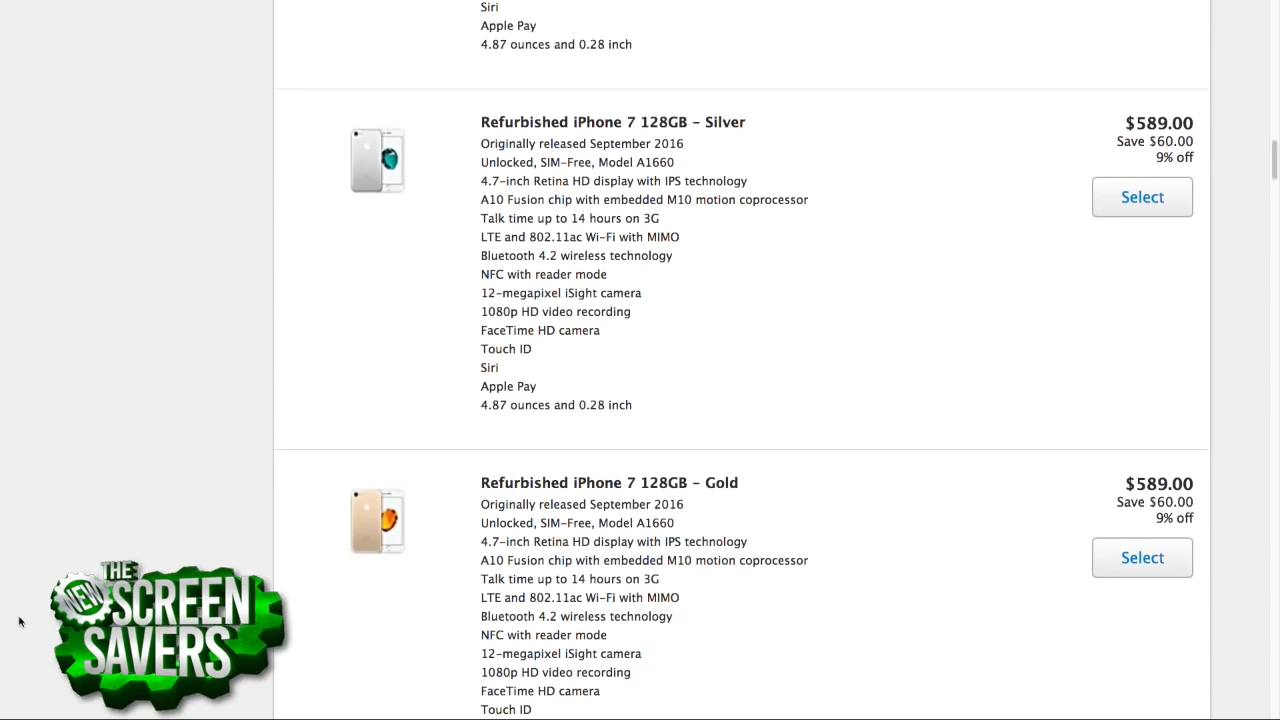 Siri
Apple Pay
4.87 ounces and 0.28 inch
Refurbished iPhone 7 128GB – Silver
$589.00
Originally released September 2016
Save $60.00
Unlocked, SIM-Free, Model A1660
9% off
4.7-inch Retina HD display with IPS technology
Select
A10 Fusion chip with embedded M10 motion coprocessor
Talk time up to 14 hours on 3G
LTE and 802.11ac Wi-Fi with MIMO
Bluetooth 4.2 wireless technology
NFC with reader mode
12-megapixel iSight camera
1080p HD video recording
FaceTime HD camera
Touch ID
Siri
Apple Pay
4.87 ounces and 0.28 inch
Refurbished iPhone 7 128GB – Gold
$589.00
Originally released September 2016
Save $60.00
Unlocked, SIM-Free, Model A1660
9% off
4.7-inch Retina HD display with IPS technology
Select
A10 Fusion chip with embedded M10 motion coprocessor
Talk time up to 14 hours on 3G
LTE and 802.11ac Wi-Fi with MIMO
Bluetooth 4.2 wireless technology
NFC with reader mode
12-megapixel iSight camera
1080p HD video recording
FaceTime HD camera
Touch ID
THE
NEW SCREEN
SAVERS